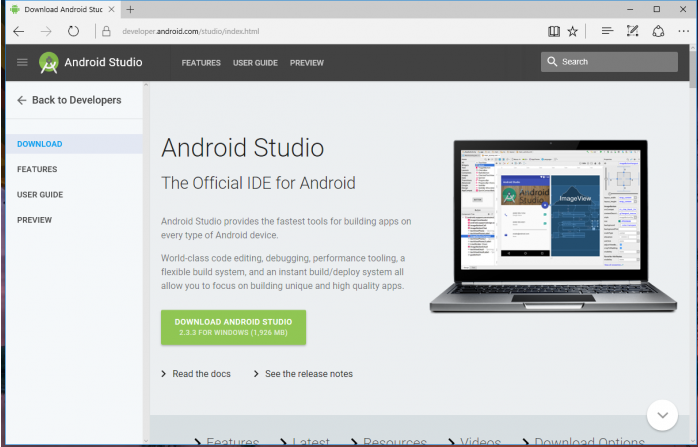 Download Android Stuc
developer.android.com/studio/index.html
Android Studio
FEATURES
USER GUIDE
PREVIEW
Search
Back to Developers
DOWNLOAD
FEATURES
USER GUIDE
PREVIEW
Android Studio
The Official IDE for Android
Android Studio provides the fastest tools for building apps on
every type of Android device.
World-class code editing, debugging, performance tooling, a
flexible build system, and an instant build/deploy system all
allow you to focus on building unique and high quality apps.
DOWNLOAD ANDROID STUDIO
2.3.3 FOR WINDOWS (1,926 MB)
Read the docs
See the release notes
ImageView
Features
Latest
Resources
Videos
Download Options